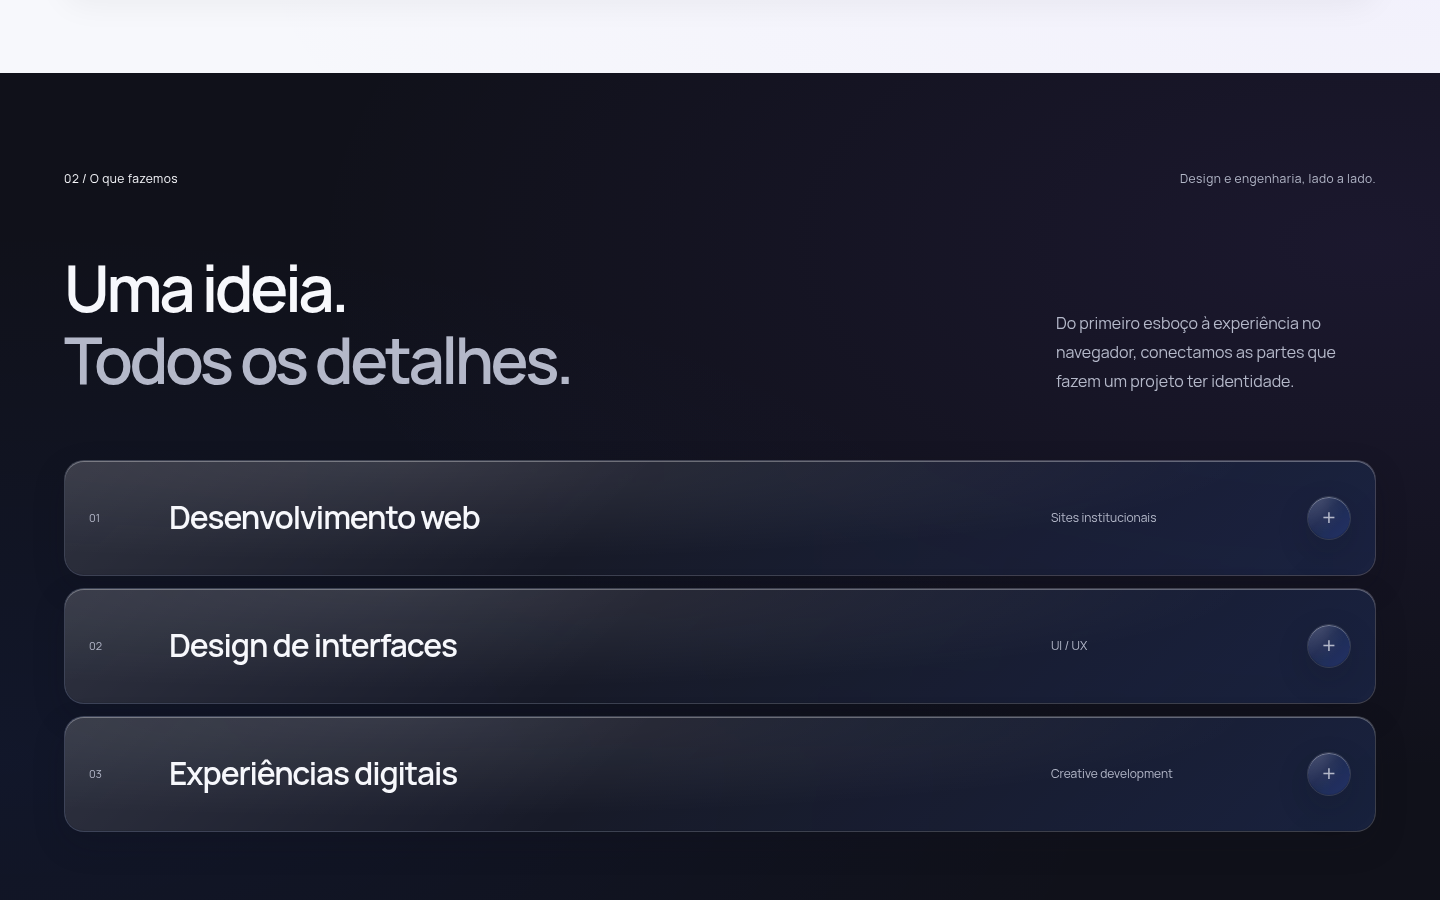 02 / O que fazemos
Design e engenharia, lado a lado.
Uma ideia.
Todos os detalhes.
Do primeiro esboço à experiência no
navegador, conectamos as partes que
fazem um projeto ter identidade.
01
Desenvolvimento web
Sites institucionais
+
02
Design de interfaces
UI / UX
+
03
Experiências digitais
Creative development
+